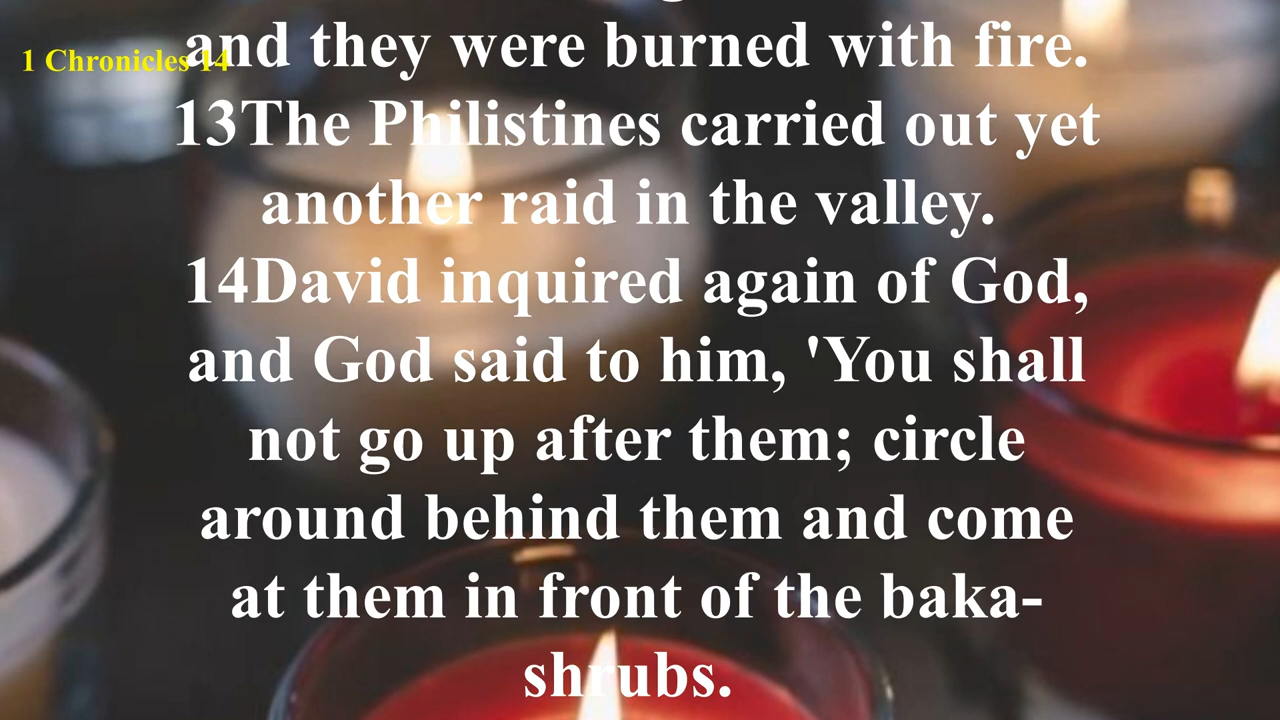 1 Chronicles 14
and they were burned with fire.
13The Philistines carried out yet
another raid in the valley.
14David inquired again of God,
and God said to him, 'You shall
not go up after them; circle
around behind them and come
at them in front of the baka-
shrubs.